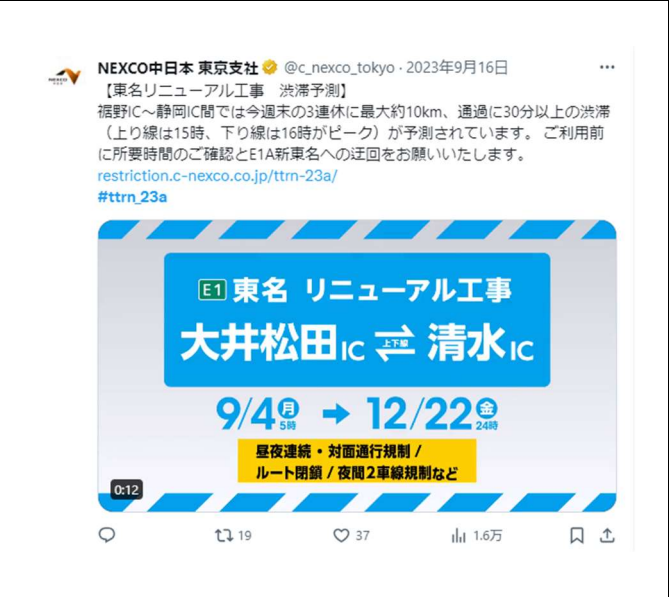 NEXCO中日本 東京支社 @c_nexco_tokyo · 2023年9月16日
【東名リニューアル工事　渋滞予測】
裾野IC～静岡IC間では今週末の3連休に最大約10km、通過に30分以上の渋滞
（上り線は15時、下り線は16時がピーク）が予測されています。 ご利用前
に所要時間のご確認とE1A新東名への迂回をお願いいたします。
restriction.c-nexco.co.jp/ttrn-23a/
#ttrn_23a
E1 東名 リニューアル工事
大井松田IC 上下線 清水IC
9/4月5時 → 12/22金24時
昼夜連続・対面通行規制 /
ルート閉鎖 / 夜間2車線規制など
0:12
19 37 1.6万